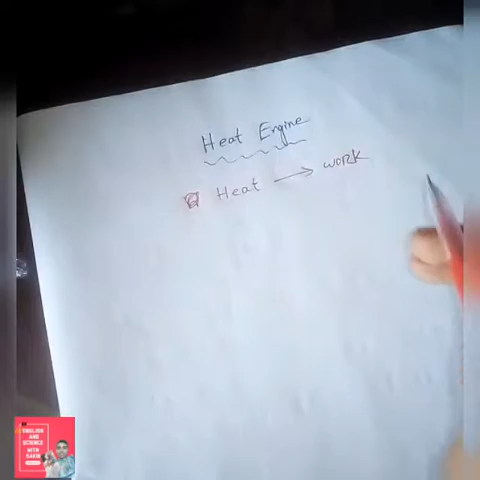 Heat Engine
Heat → work
ENGLISH
AND
SCIENCE
WITH